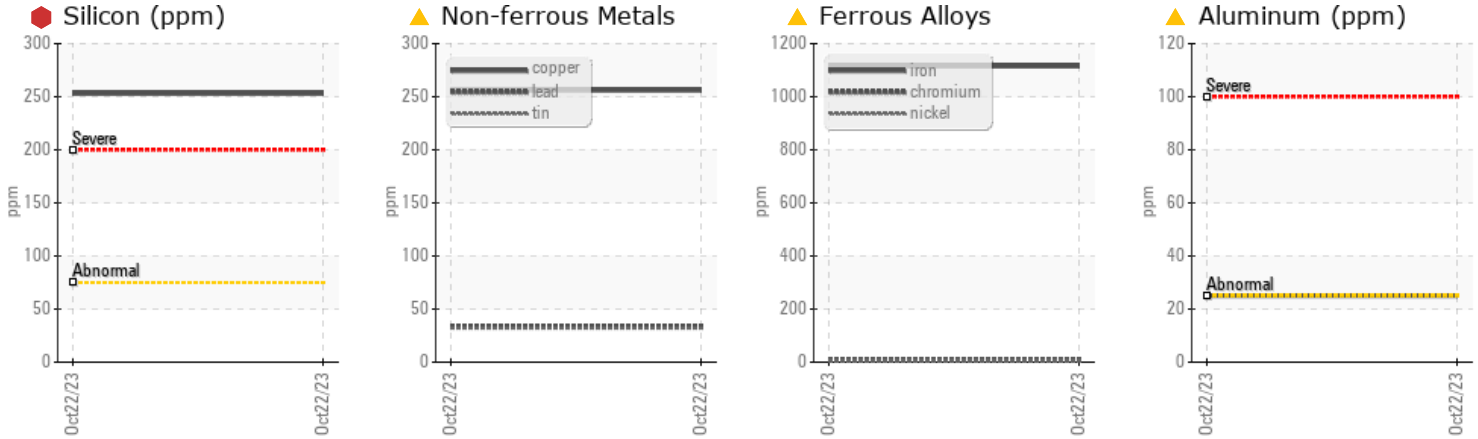 Silicon (ppm)
300
250
200
150
100
50
0
ppm
Severe
Abnormal
Oct22/23
Oct22/23
Non-ferrous Metals
300
250
200
150
100
50
0
ppm
copper
lead
tin
Oct22/23
Oct22/23
Ferrous Alloys
1200
1000
800
600
400
200
0
ppm
iron
chromium
nickel
Oct22/23
Oct22/23
Aluminum (ppm)
120
100
80
60
40
20
0
ppm
Severe
Abnormal
Oct22/23
Oct22/23